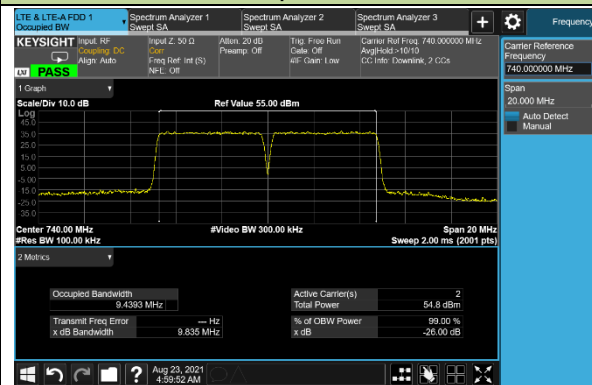 LTE & LTE-A FDD 1
Occupied BW
Spectrum Analyzer 1
Swept SA
Spectrum Analyzer 2
Swept SA
Spectrum Analyzer 3
Swept SA
+
Frequency
KEYSIGHT
Input: RF
Coupling: DC
Align: Auto
Input Z: 50 Ω
Corr
Freq Ref: Int (S)
NFE: Off
Atten: 20 dB
Preamp: Off
Trig: Free Run
Gate: Off
#IF Gain: Low
Carrier Ref Freq: 740.000000 MHz
Avg|Hold:>10/10
CC Info: Downlink, 2 CCs
LXI PASS
Carrier Reference
Frequency
740.000000 MHz
Span
20.000 MHz
Auto Detect
Manual
1 Graph
Scale/Div 10.0 dB
Ref Value 55.00 dBm
Log
45.0
35.0
25.0
15.0
5.00
-5.00
-15.0
-25.0
-35.0
Center 740.00 MHz
#Video BW 300.00 kHz
Span 20 MHz
#Res BW 100.00 kHz
Sweep 2.00 ms (2001 pts)
2 Metrics
Occupied Bandwidth
9.4393 MHz
Active Carrier(s) 2
Total Power 54.8 dBm
Transmit Freq Error --- Hz
x dB Bandwidth 9.835 MHz
% of OBW Power 99.00 %
x dB -26.00 dB
?
Aug 23, 2021
4:59:52 AM